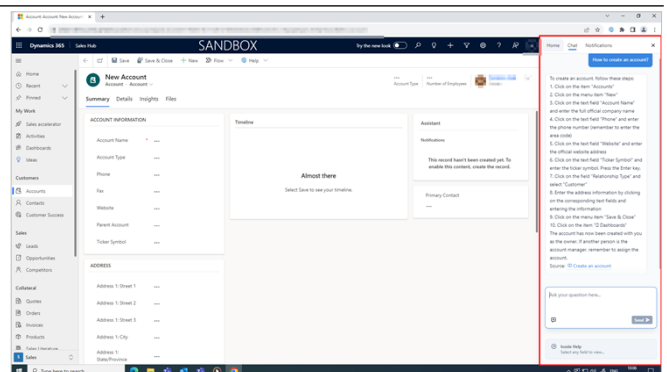 Account: Account: New Accou
Dynamics 365
Sales Hub
SANDBOX
Try the new look
Home
Recent
Pinned
My Work
Sales accelerator
Activities
Dashboards
Ideas
Customers
Accounts
Contacts
Customer Success
Sales
Leads
Opportunities
Competitors
Collateral
Quotes
Orders
Invoices
Products
Sales Literature
Sales
Save
Save & Close
+ New
Flow
Help
New Account
Account · Account
Account Type
Number of Employees
Owner
Summary
Details
Insights
Files
ACCOUNT INFORMATION
Account Name * ---
Account Type ---
Phone ---
Fax ---
Website ---
Parent Account ---
Ticker Symbol ---
ADDRESS
Address 1: Street 1 ---
Address 1: Street 2 ---
Address 1: Street 3 ---
Address 1: City ---
Address 1:
State/Province ---
Timeline
Almost there
Select Save to see your timeline.
Assistant
Notifications
This record hasn't been created yet. To
enable this content, create the record.
Primary Contact
---
Home
Chat
Notifications
How to create an account?
To create an account, follow these steps:
1. Click on the item "Accounts"
2. Click on the menu item "New"
3. Click on the text field "Account Name"
and enter the full official company name
4. Click on the text field "Phone" and enter
the phone number (remember to enter the
area code)
5. Click on the text field "Website" and enter
the official website address
6. Click on the text field "Ticker Symbol" and
enter the ticker symbol. Press the Enter key.
7. Click on the field "Relationship Type" and
select "Customer"
8. Enter the address information by clicking
on the corresponding text fields and
entering the information
9. Click on the menu item "Save & Close"
10. Click on the item "D Dashboards"
The account has now been created with you
as the owner. If another person is the
account manager, remember to assign the
account.
Source: Create an account
Ask your question here...
Send
Inside Help
Select any field to view...
Type here to search